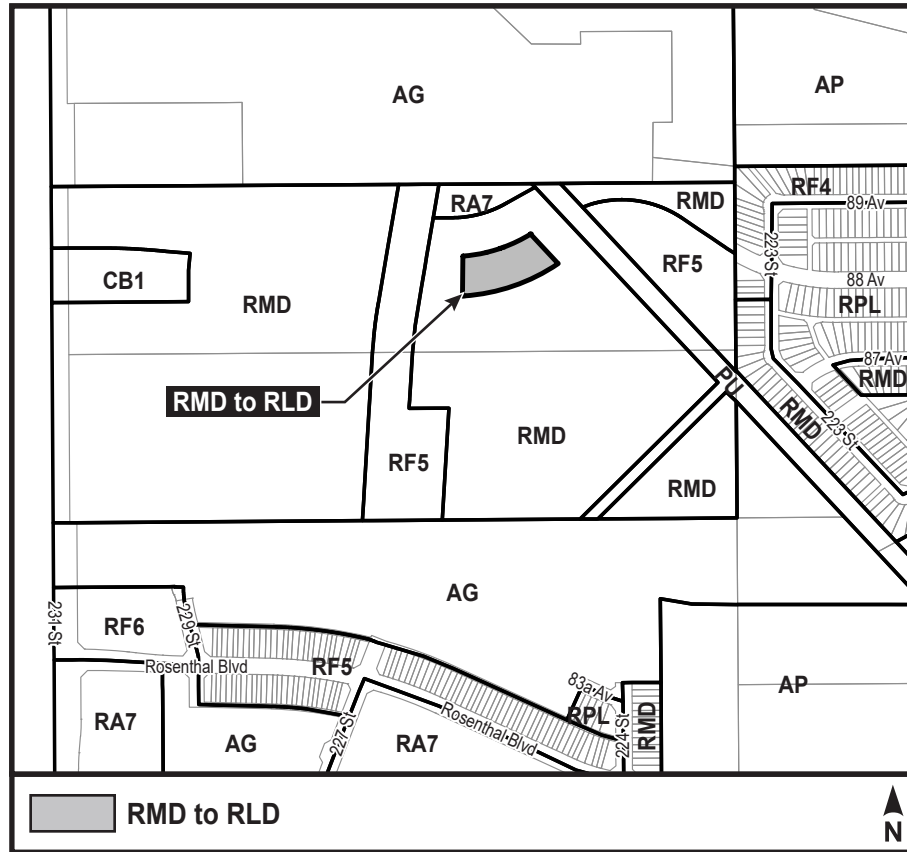 AG
AP
RA7
RMD
RF4
89 Av
223 St
RF5
CB1
RMD
88 Av
RPL
87 Av
RMD
PU
RMD to RLD
RMD
RMD
223 St
RF5
RMD
AG
231 St
RF6
229 St
Rosenthal Blvd
RF5
83a Av
AP
RA7
AG
227 St
RA7
Rosenthal Blvd
RPL
224 St
RMD
RMD to RLD
N